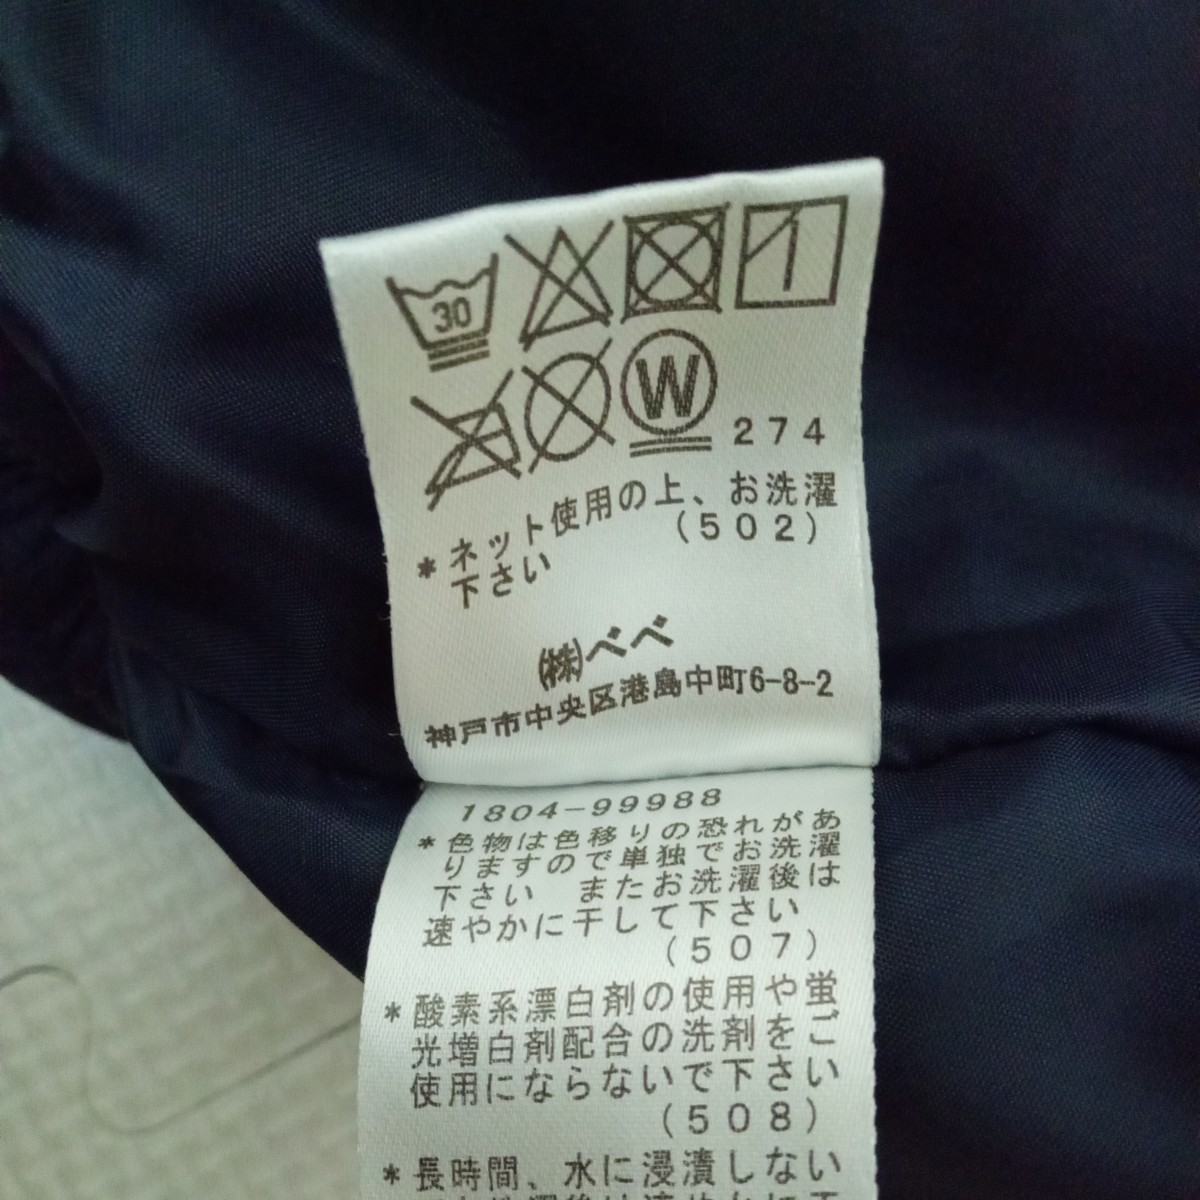 30
W
274
*ネット使用の上、お洗濯
下さい (502)
(株)べべ
神戸市中央区港島中町6-8-2
1804-99988
*色物は色移りの恐れがあ
りますので単独でお洗濯
下さい またお洗濯後は
速やかに干して下さい
(507)
*酸素系漂白剤の使用や蛍
光増白剤配合の洗剤をご
使用にならないで下さい
(508)
*長時間、水に浸漬しない